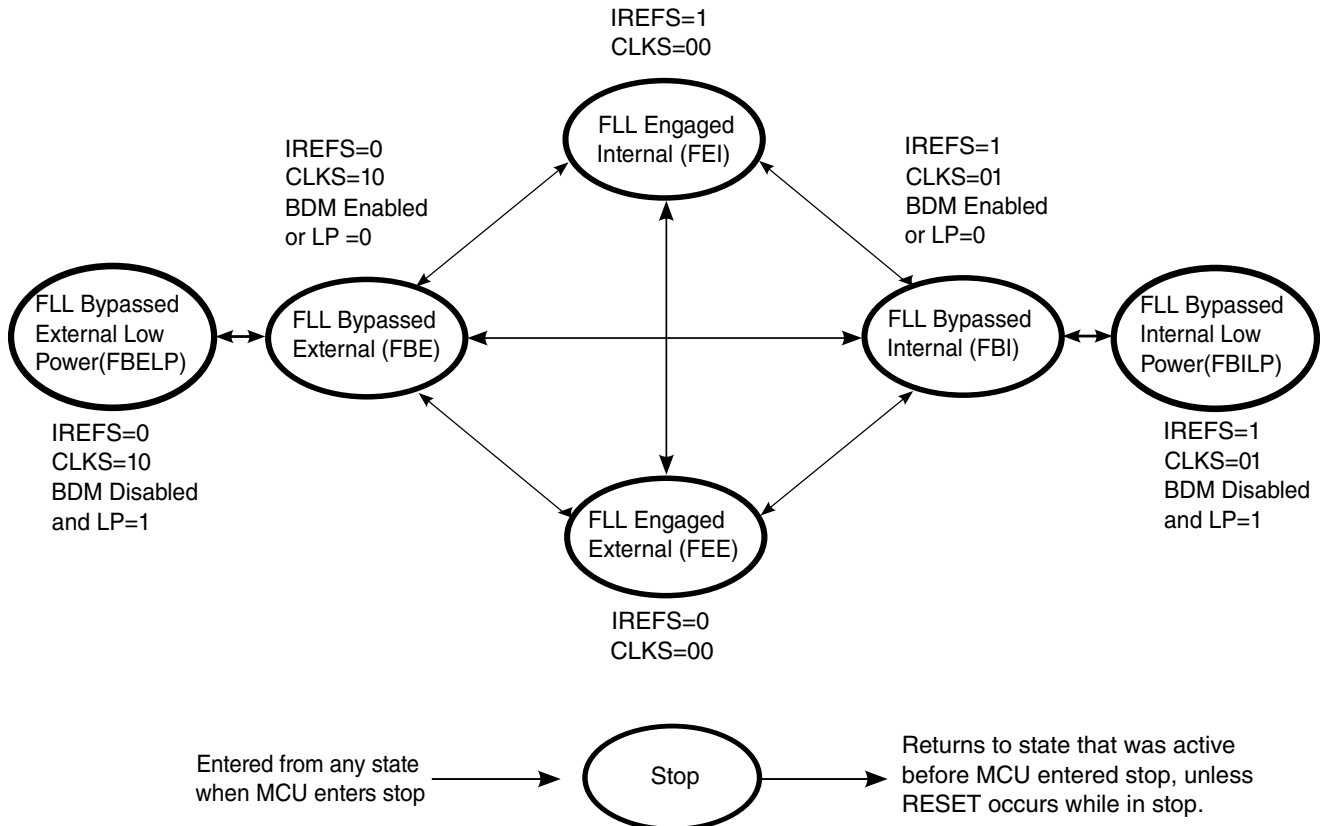 IREFS=1
CLKS=00
FLL Engaged
Internal (FEI)
IREFS=0
CLKS=10
BDM Enabled
or LP =0
IREFS=1
CLKS=01
BDM Enabled
or LP=0
FLL Bypassed
External Low
Power(FBELP)
FLL Bypassed
External (FBE)
FLL Bypassed
Internal (FBI)
FLL Bypassed
Internal Low
Power(FBILP)
IREFS=0
CLKS=10
BDM Disabled
and LP=1
IREFS=1
CLKS=01
BDM Disabled
and LP=1
FLL Engaged
External (FEE)
IREFS=0
CLKS=00
Entered from any state
when MCU enters stop
Stop
Returns to state that was active
before MCU entered stop, unless
RESET occurs while in stop.